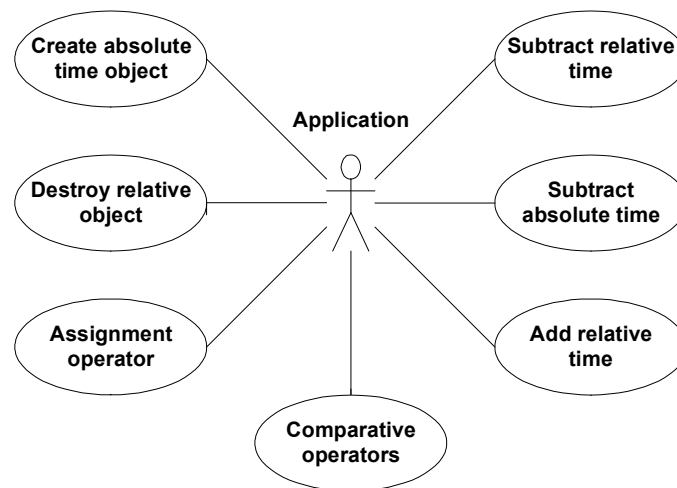 Create absolute
time object
Subtract relative
time
Application
Destroy relative
object
Subtract
absolute time
Assignment
operator
Add relative
time
Comparative
operators